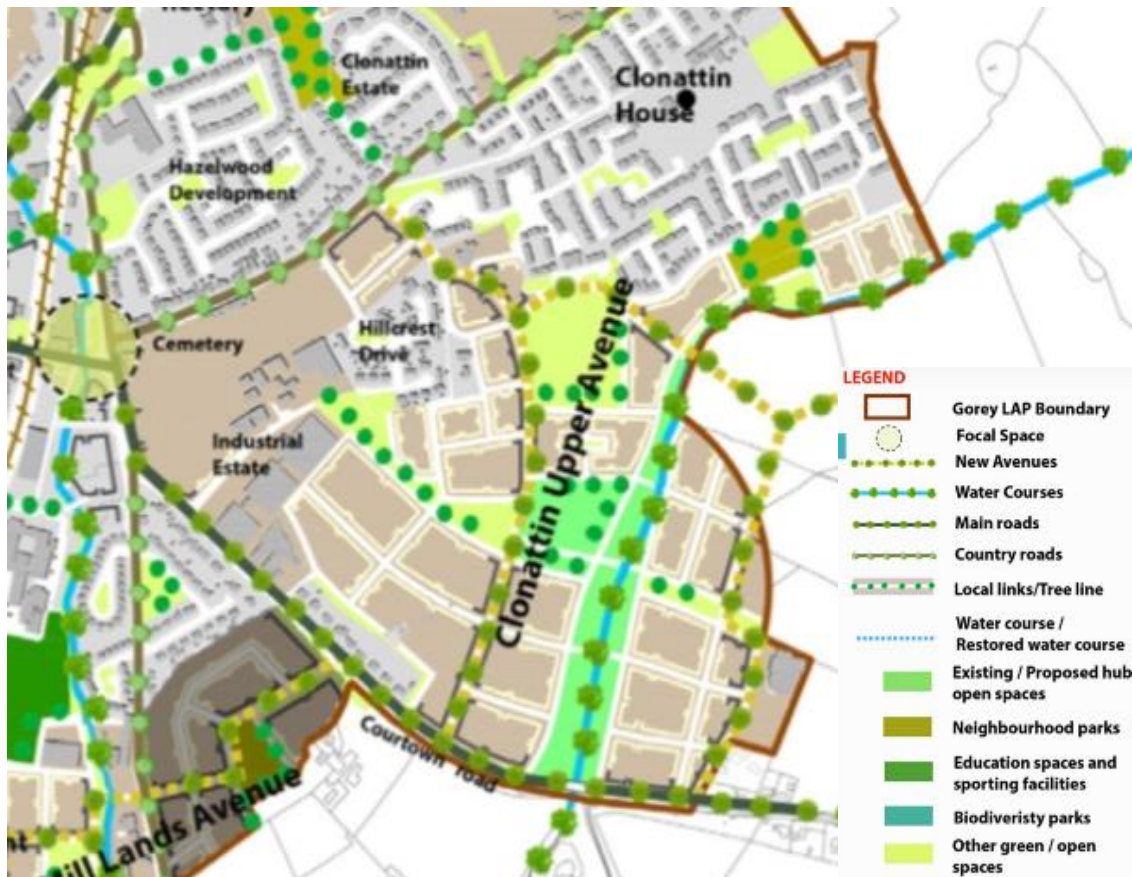 Clonattin
Estate
Clonattin
House
Hazelwood
Development
Cemetery
Hillcrest
Drive
Industrial
Estate
Clonattin Upper Avenue
Courtown road
Mill Lands Avenue
LEGEND
Gorey LAP Boundary
Focal Space
New Avenues
Water Courses
Main roads
Country roads
Local links/Tree line
Water course /
Restored water course
Existing / Proposed hub
open spaces
Neighbourhood parks
Education spaces and
sporting facilities
Biodiveristy parks
Other green / open
spaces